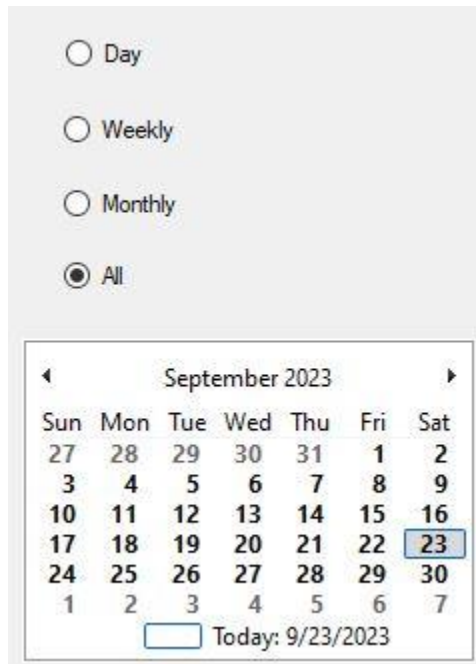 Day
Weekly
Monthly
All
September 2023
Sun Mon Tue Wed Thu Fri Sat
27 28 29 30 31 1 2
3 4 5 6 7 8 9
10 11 12 13 14 15 16
17 18 19 20 21 22 23
24 25 26 27 28 29 30
1 2 3 4 5 6 7
Today: 9/23/2023